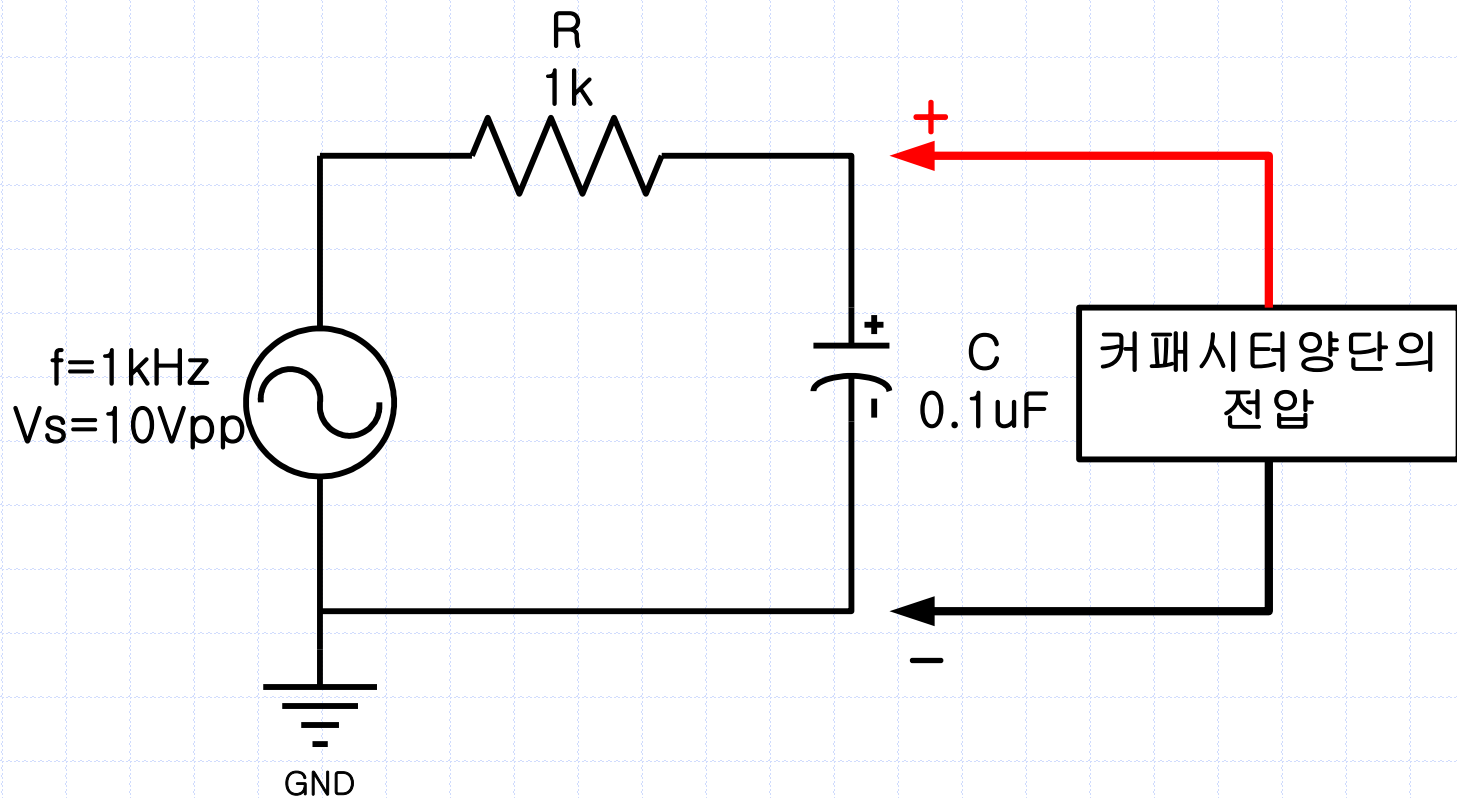 R
1k
+
f=1kHz
Vs=10Vpp
+
-
C
0.1uF
커패시터양단의
전압
−
GND